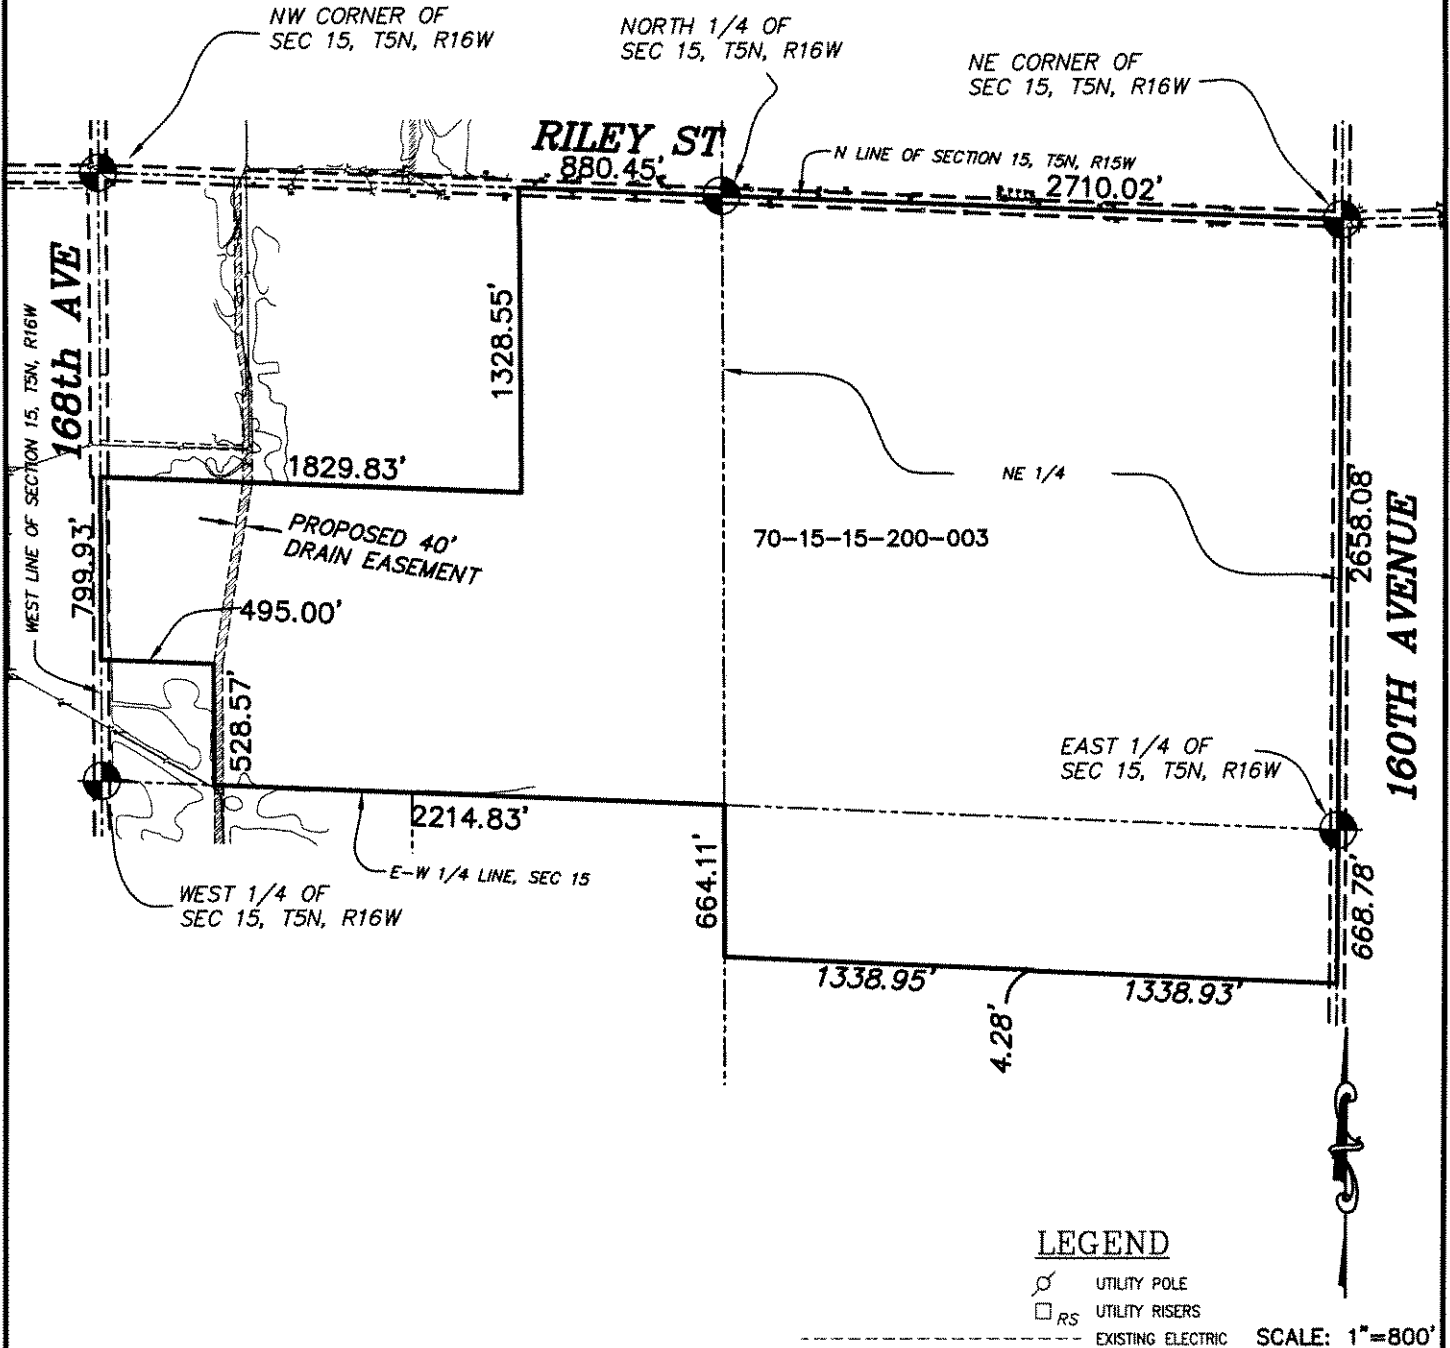 NW CORNER OF
SEC 15, T5N, R16W
NORTH 1/4 OF
SEC 15, T5N, R16W
NE CORNER OF
SEC 15, T5N, R16W
RILEY ST
880.45'
N LINE OF SECTION 15, T5N, R15W
2710.02'
168th AVE
WEST LINE OF SECTION 15, T5N, R16W
1328.55'
1829.83'
NE 1/4
2658.08'
160TH AVENUE
799.93'
PROPOSED 40'
DRAIN EASEMENT
70-15-15-200-003
495.00'
528.57'
EAST 1/4 OF
SEC 15, T5N, R16W
2214.83'
E-W 1/4 LINE, SEC 15
WEST 1/4 OF
SEC 15, T5N, R16W
664.11'
668.78'
1338.95'
4.28'
1338.93'
LEGEND
UTILITY POLE
RS UTILITY RISERS
EXISTING ELECTRIC
SCALE: 1"=800'